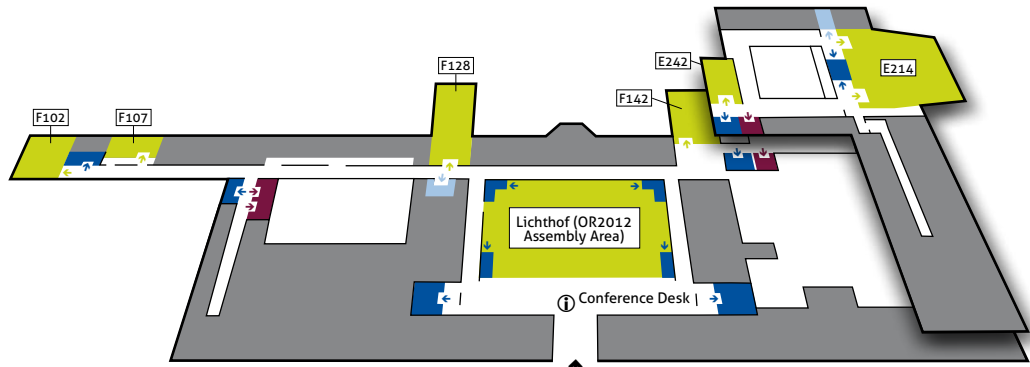 E214
E242
F128
F142
F102
F107
Lichthof (OR2012
Assembly Area)
i Conference Desk